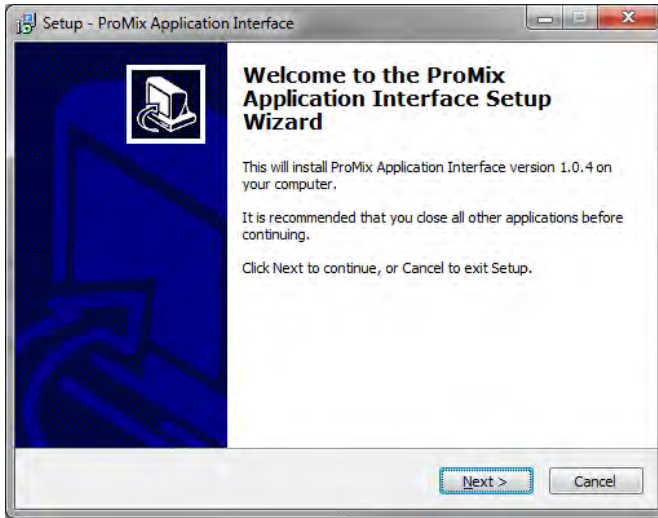 Setup - ProMix Application Interface
Welcome to the ProMix
Application Interface Setup
Wizard
This will install ProMix Application Interface version 1.0.4 on
your computer.
It is recommended that you close all other applications before
continuing.
Click Next to continue, or Cancel to exit Setup.
Next >
Cancel